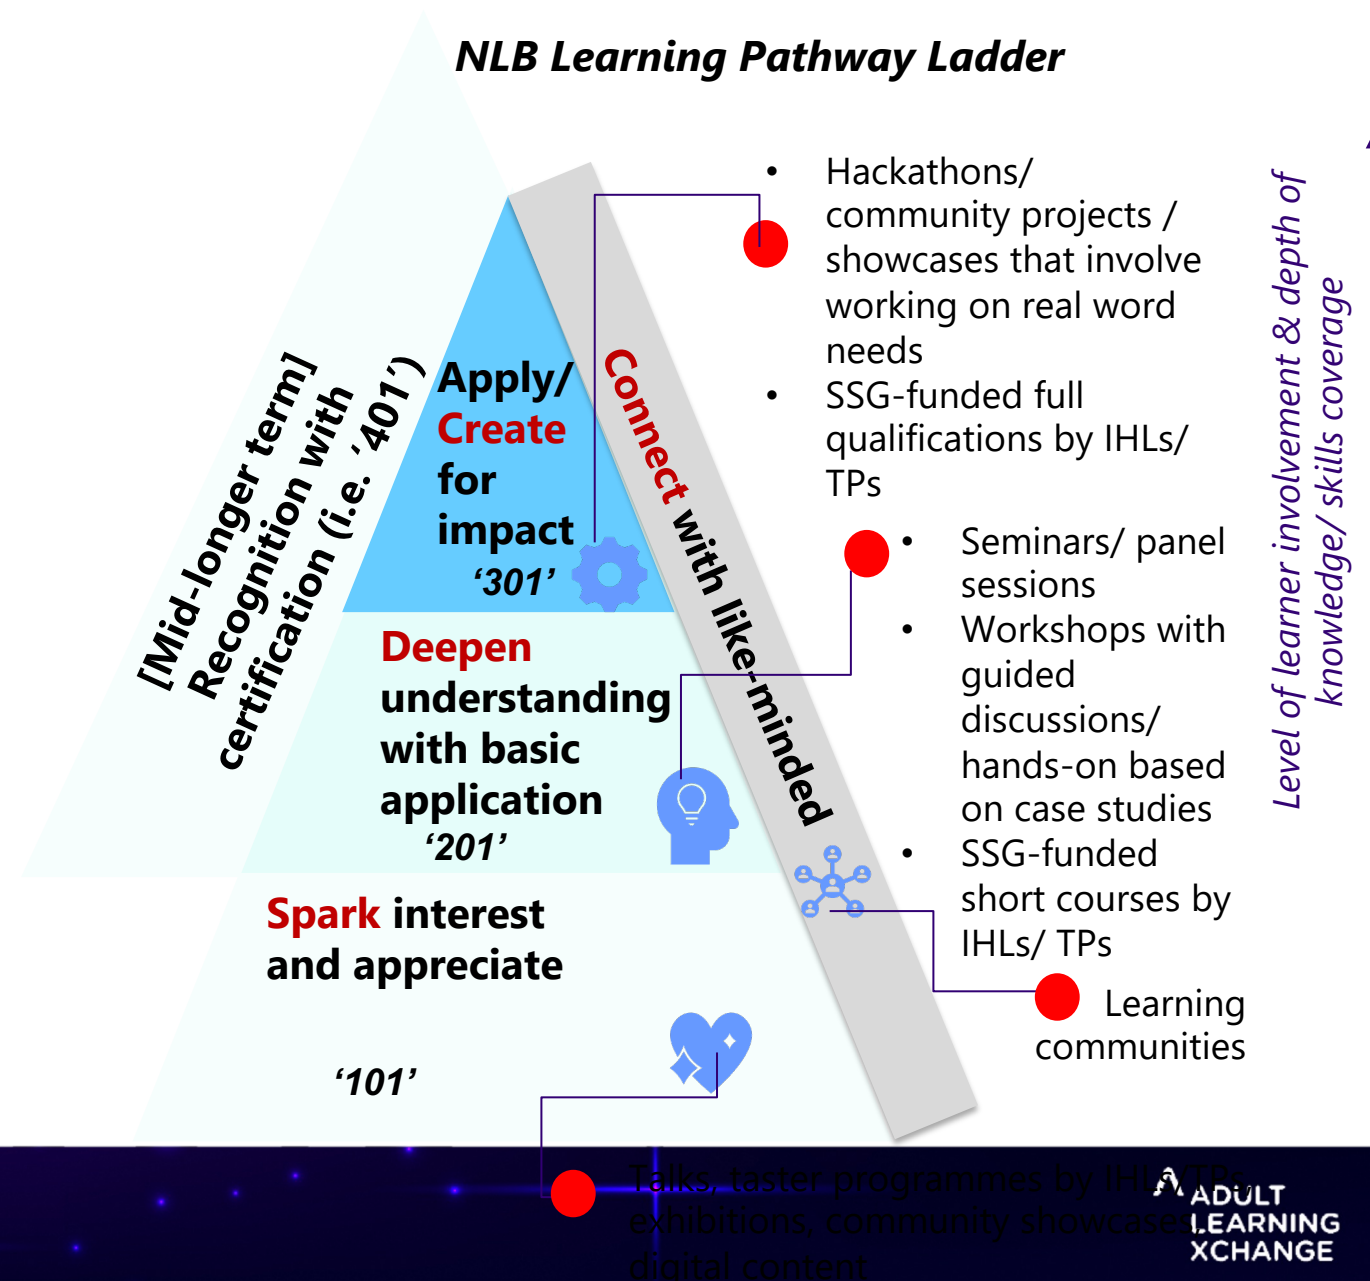 NLB Learning Pathway Ladder
[Mid-longer term]
Recognition with
certification (i.e. ‘401’)
Apply/
Create
for
impact
‘301’
Deepen
understanding
with basic
application
‘201’
Spark interest
and appreciate
‘101’
Connect with like-minded
• Hackathons/
community projects /
showcases that involve
working on real word
needs
• SSG-funded full
qualifications by IHLs/
TPs
• Seminars/ panel
sessions
• Workshops with
guided
discussions/
hands-on based
on case studies
• SSG-funded
short courses by
IHLs/ TPs
Learning
communities
Level of learner involvement & depth of
knowledge/ skills coverage
Talks, taster programmes by IHLs/TPs,
exhibitions, community showcases,
digital content
ADULT
LEARNING
XCHANGE